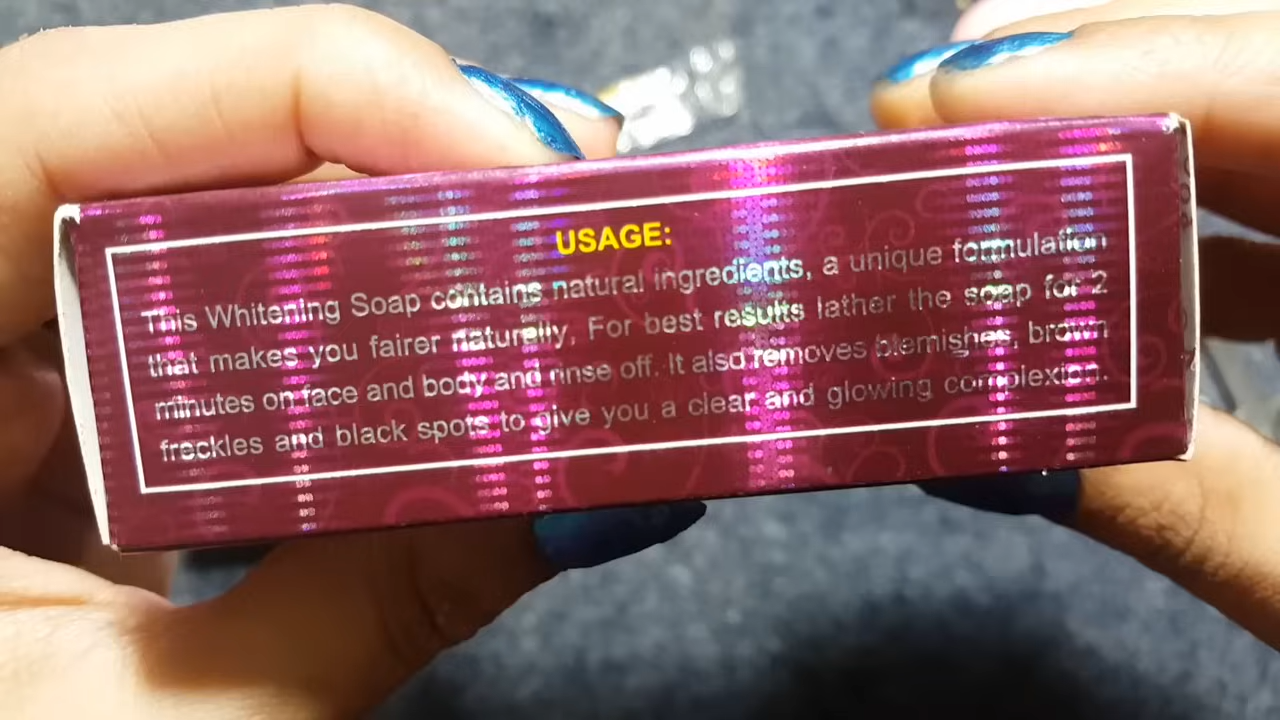 USAGE:
This Whitening Soap contains natural ingredients, a unique formulation
that makes you fairer naturally, For best results lather the soap for 2
minutes on face and body and rinse off. It also removes blemishes, brown
freckles and black spots to give you a clear and glowing complexion.